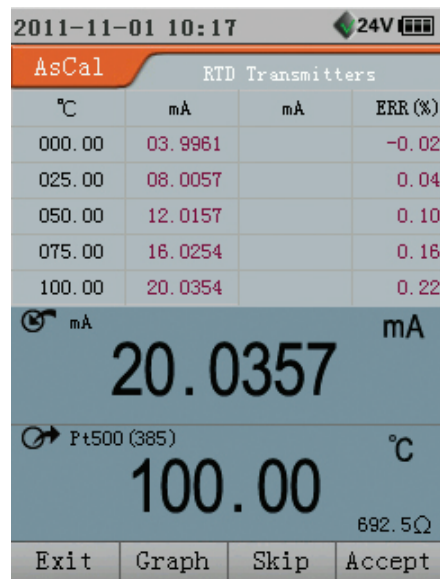 2011-11-01 10:17 24V
AsCal RTD Transmitters
℃ mA mA ERR(%)
000.00 03.9961 -0.02
025.00 08.0057 0.04
050.00 12.0157 0.10
075.00 16.0254 0.16
100.00 20.0354 0.22
mA mA
20.0357
Pt500(385) ℃
100.00
692.5Ω
Exit Graph Skip Accept